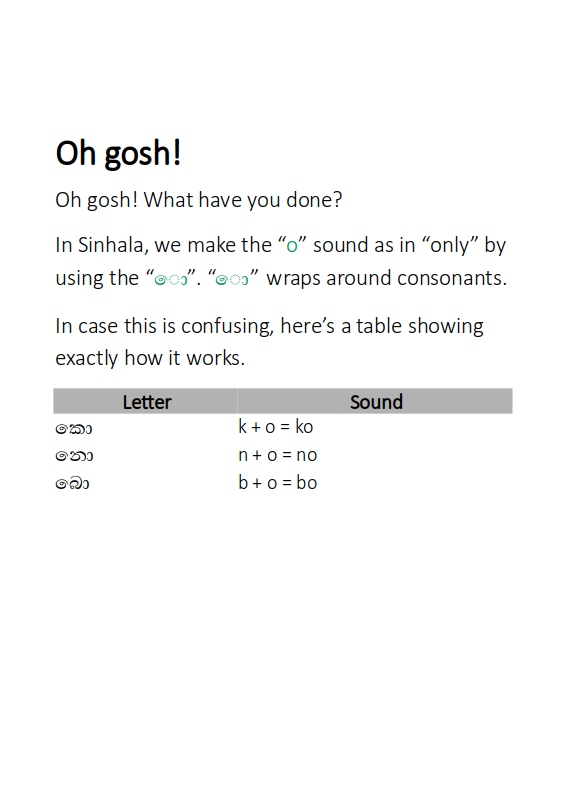 Oh gosh!
Oh gosh! What have you done?
In Sinhala, we make the “o” sound as in “only” by
using the “ො”. “ො” wraps around consonants.
In case this is confusing, here’s a table showing
exactly how it works.
Letter Sound
කො k + o = ko
නො n + o = no
බො b + o = bo